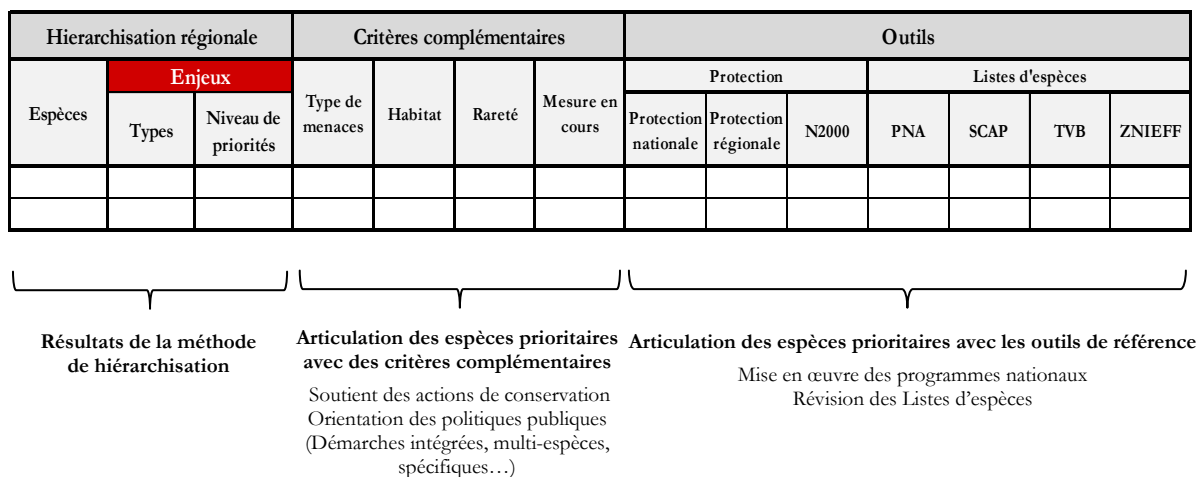 Hierarchisation régionale
Critères complémentaires
Outils
Espèces
Enjeux
Types
Niveau de
priorités
Type de
menaces
Habitat
Rareté
Mesure en
cours
Protection
Protection
nationale
Protection
régionale
N2000
Listes d'espèces
PNA
SCAP
TVB
ZNIEFF
Résultats de la méthode
de hiérarchisation
Articulation des espèces prioritaires
avec des critères complémentaires
Soutient des actions de conservation
Orientation des politiques publiques
(Démarches intégrées, multi-espèces,
spécifiques…)
Articulation des espèces prioritaires avec les outils de référence
Mise en œuvre des programmes nationaux
Révision des Listes d’espèces